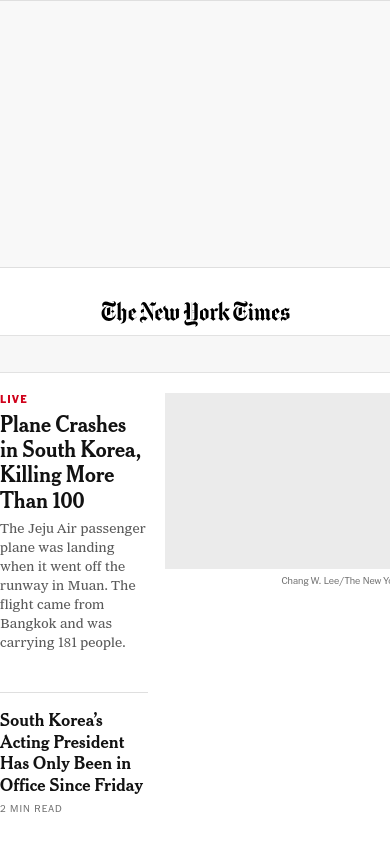 The New York Times
LIVE
Plane Crashes
in South Korea,
Killing More
Than 100
The Jeju Air passenger
plane was landing
when it went off the
runway in Muan. The
flight came from
Bangkok and was
carrying 181 people.
Chang W. Lee/The New Yo
South Korea’s
Acting President
Has Only Been in
Office Since Friday
2 MIN READ